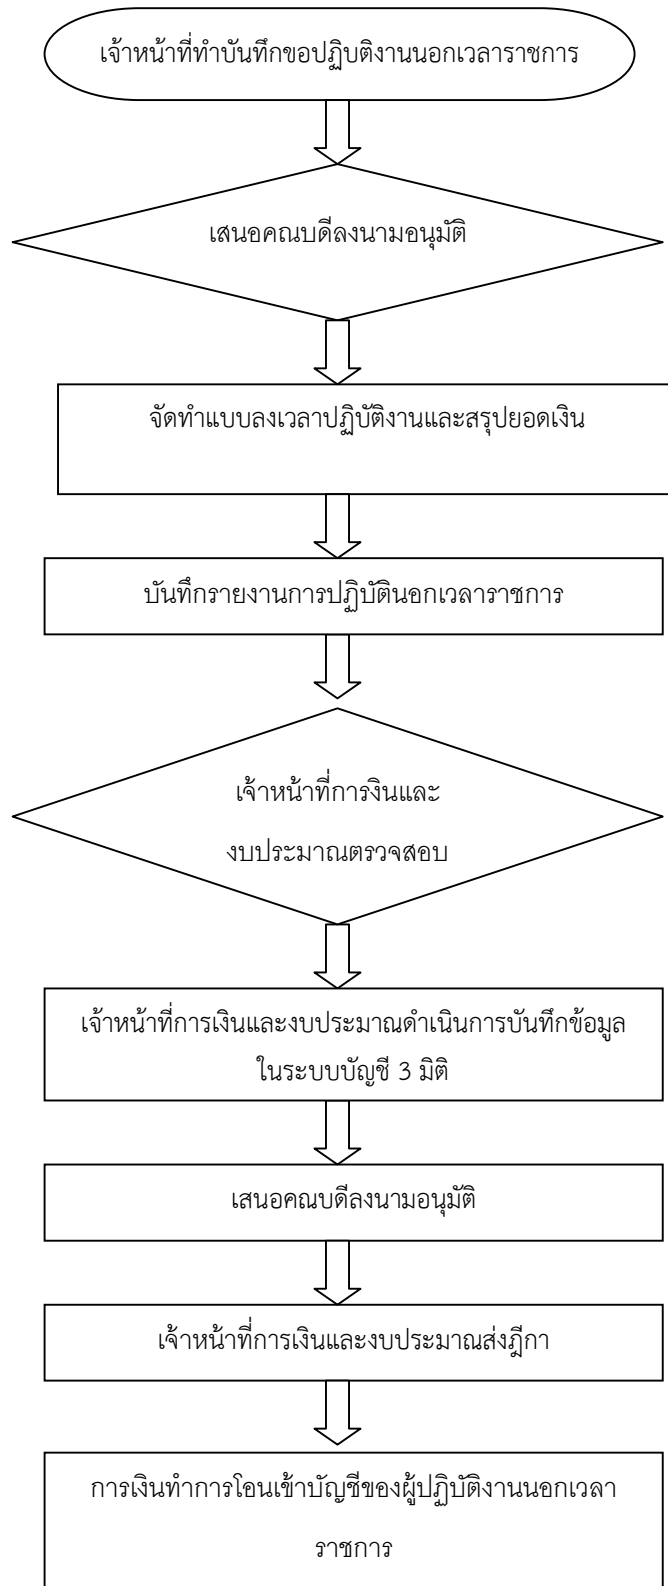 เจ้าหน้าที่ทำบันทึกขอปฏิบติงานนอกเวลาราชการ
เสนอคณบดีลงนามอนุมัติ
จัดทำแบบลงเวลาปฏิบัติงานและสรุปยอดเงิน
บันทึกรายงานการปฏิบัตินอกเวลาราชการ
เจ้าหน้าที่การเงินและ
งบประมาณตรวจสอบ
เจ้าหน้าที่การเงินและงบประมาณดำเนินการบันทึกข้อมูล
ในระบบบัญชี 3 มิติ
เสนอคณบดีลงนามอนุมัติ
เจ้าหน้าที่การเงินและงบประมาณส่งฎีกา
การเงินทำการโอนเข้าบัญชีของผู้ปฏิบัติงานนอกเวลา
ราชการ